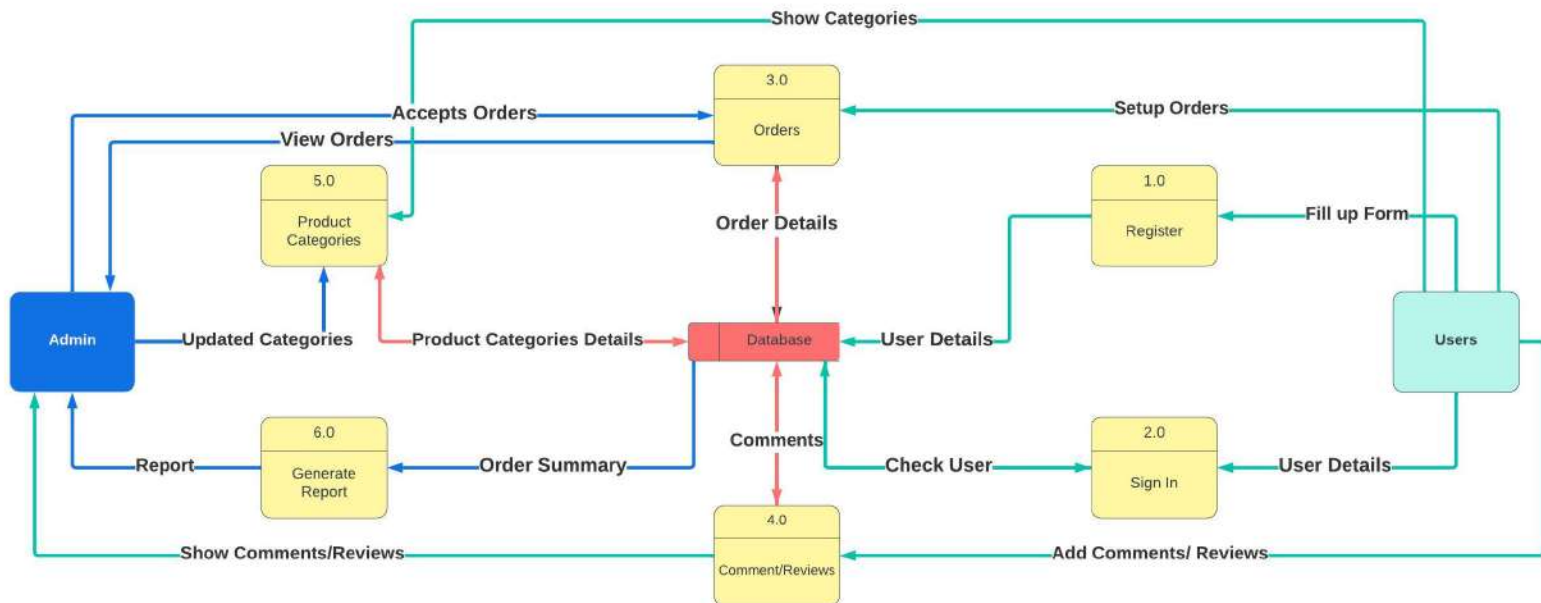 Show Categories
3.0
Orders
Accepts Orders
Setup Orders
View Orders
5.0
Product
Categories
1.0
Register
Fill up Form
Order Details
Admin
Updated Categories
Product Categories Details
Database
User Details
Users
6.0
Generate
Report
Report
Order Summary
Comments
Check User
2.0
Sign In
User Details
4.0
Comment/Reviews
Show Comments/Reviews
Add Comments/ Reviews